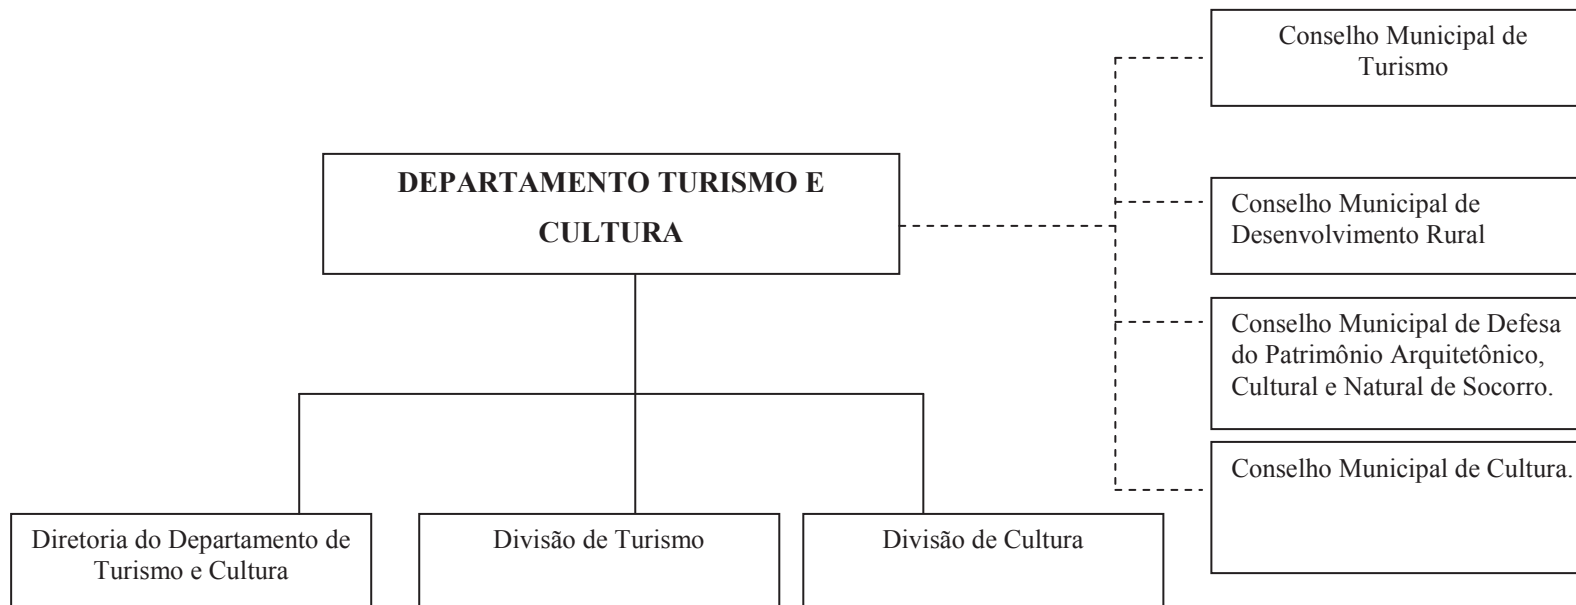 Conselho Municipal de
Turismo
DEPARTAMENTO TURISMO E
CULTURA
Conselho Municipal de
Desenvolvimento Rural
Conselho Municipal de Defesa
do Patrimônio Arquitetônico,
Cultural e Natural de Socorro.
Conselho Municipal de Cultura.
Diretoria do Departamento de
Turismo e Cultura
Divisão de Turismo
Divisão de Cultura